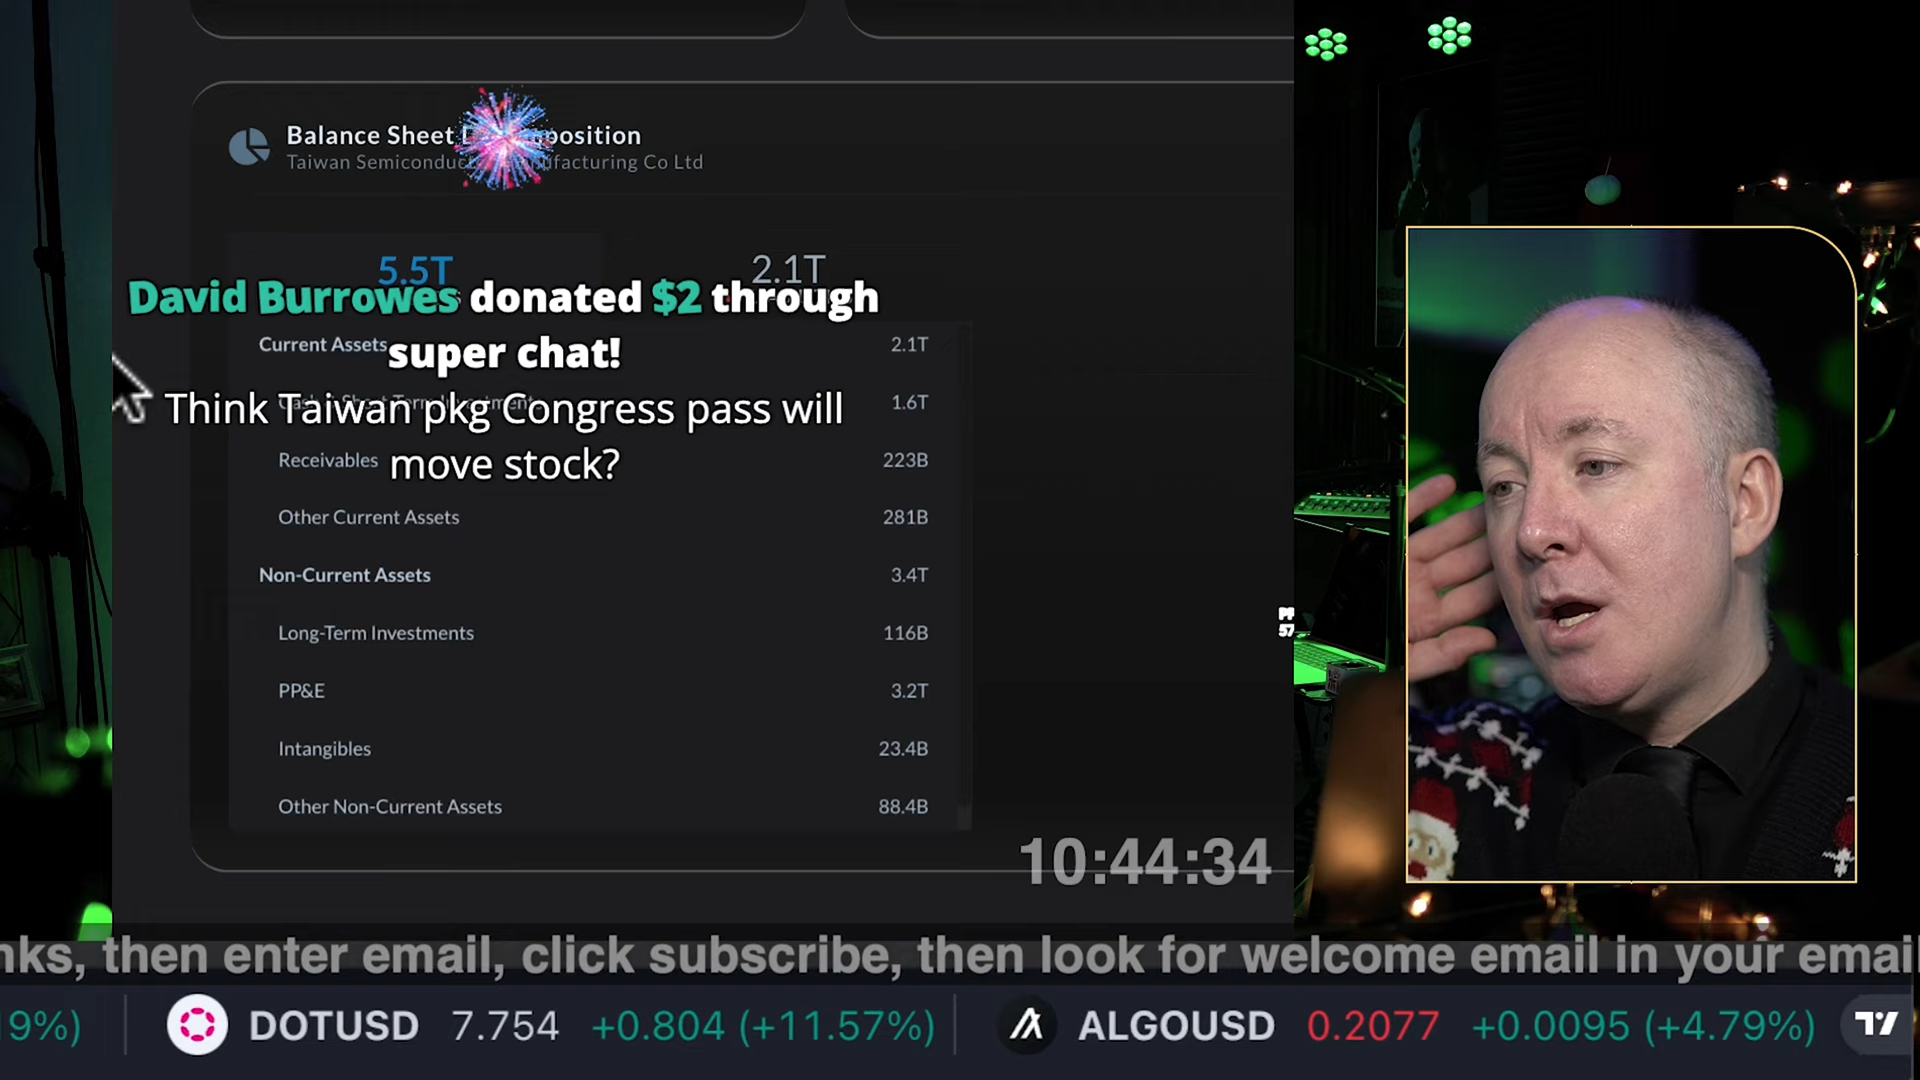 Balance Sheet D position
Taiwan Semiconduc ufacturing Co Ltd
5.5T
2.1T
David Burrowes donated $2 through
super chat!
Think Taiwan pkg Congress pass will
move stock?
Current Assets 2.1T
1.6T
Receivables 223B
Other Current Assets 281B
Non-Current Assets 3.4T
Long-Term Investments 116B
PP&E 3.2T
Intangibles 23.4B
Other Non-Current Assets 88.4B
10:44:34
nks, then enter email, click subscribe, then look for welcome email in your email
9%) DOTUSD 7.754 +0.804 (+11.57%) ALGOUSD 0.2077 +0.0095 (+4.79%)